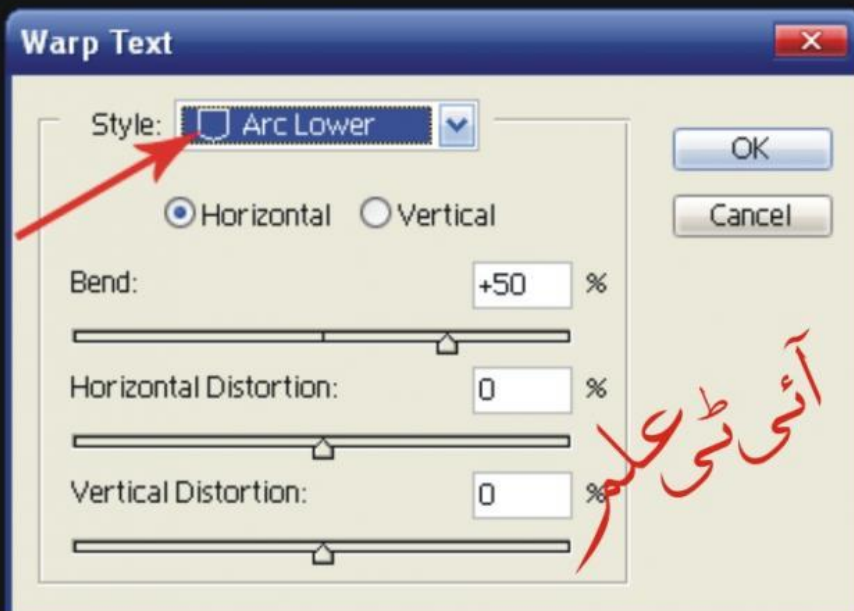 Warp Text
Style: Arc Lower
OK
Horizontal Vertical
Cancel
Bend: +50 %
Horizontal Distortion: 0 %
Vertical Distortion: 0 %
آئی ٹی علم